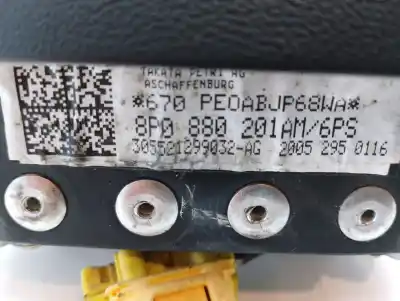 TAKATA PETRI AG
ASCHAFFENBURG
*670 PEOABJP68WA*
8P0 880 201AM/6PS
305521299032-AG 2005 295 0116